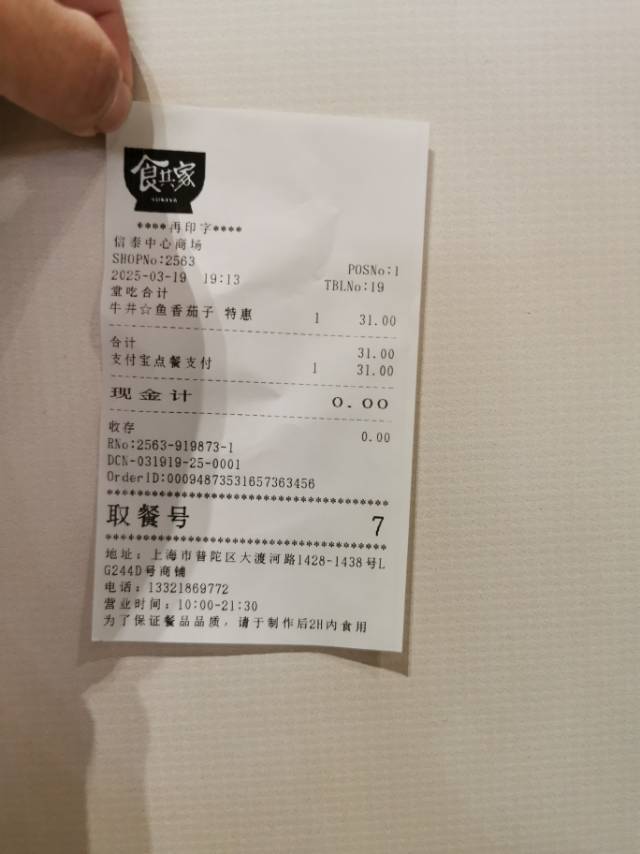 食其家
SUKIYA
****再印字****
信泰中心商场
SHOPNo:2563 POSNo:1
2025-03-19 19:13 TBLNo:19
堂吃合计
牛丼☆鱼香茄子 特惠 1 31.00
合计 31.00
支付宝点餐支付 1 31.00
现金计 0.00
收存 0.00
RNo:2563-919873-1
DCN-031919-25-0001
OrderID:00094873531657363456
取餐号 7
地址：上海市普陀区大渡河路1428-1438号L
G244D号商铺
电话：13321869772
营业时间：10:00-21:30
为了保证餐品品质，请于制作后2H内食用